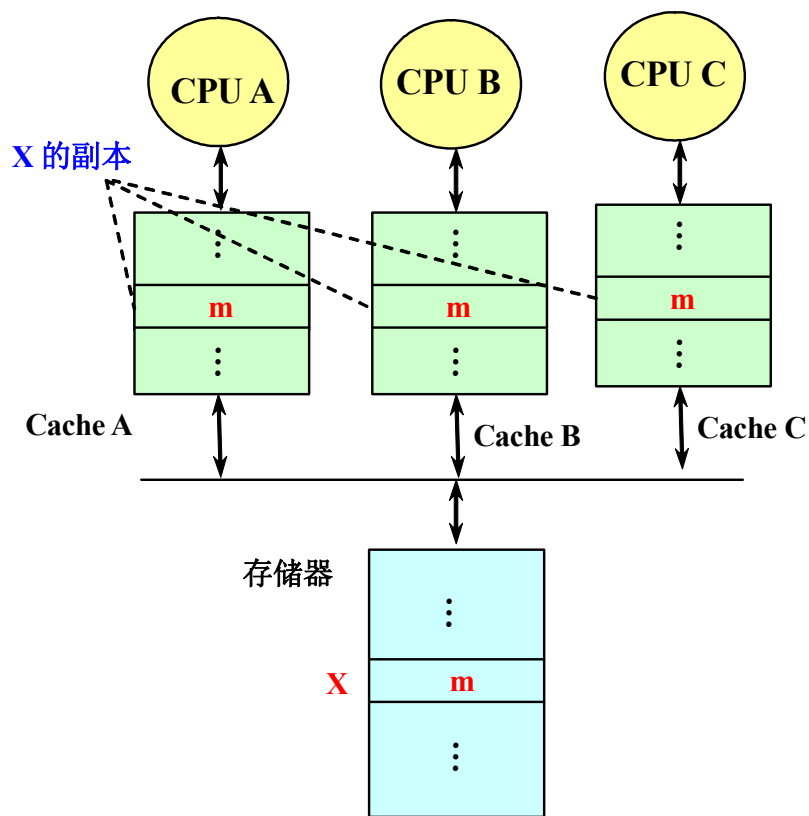 CPU A
CPU B
CPU C
X 的副本
⋮
⋮
⋮
m
m
m
⋮
⋮
⋮
Cache A
Cache B
Cache C
存储器
⋮
X
m
⋮